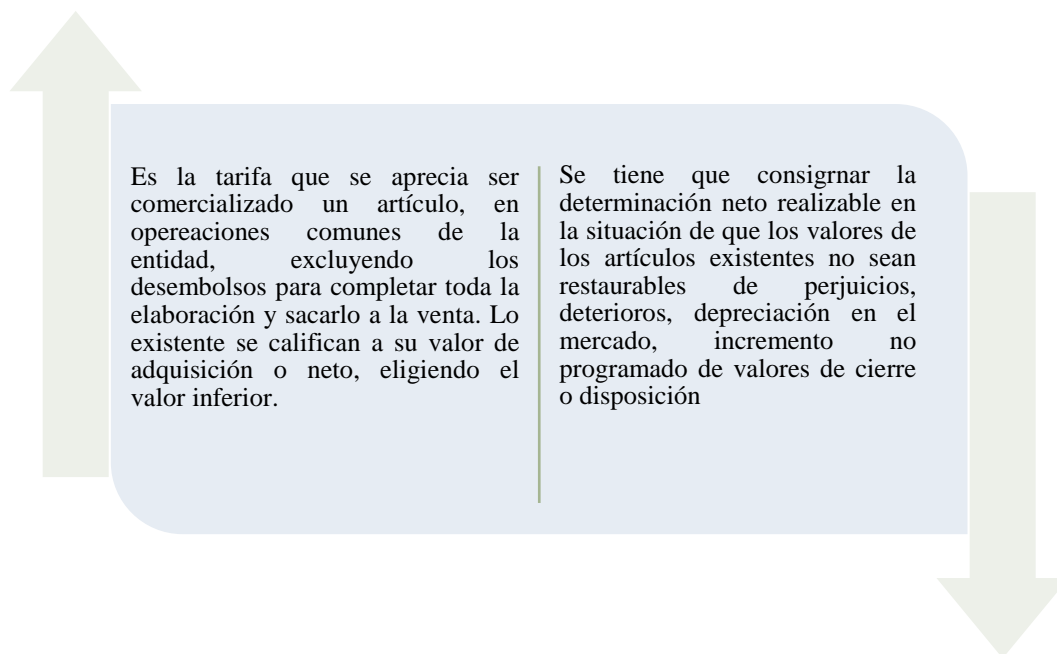 Es la tarifa que se aprecia ser
comercializado un artículo, en
opereaciones comunes de la
entidad, excluyendo los
desembolsos para completar toda la
elaboración y sacarlo a la venta. Lo
existente se califican a su valor de
adquisición o neto, eligiendo el
valor inferior.
Se tiene que consigrnar la
determinación neto realizable en
la situación de que los valores de
los artículos existentes no sean
restaurables de perjuicios,
deterioros, depreciación en el
mercado, incremento no
programado de valores de cierre
o disposición